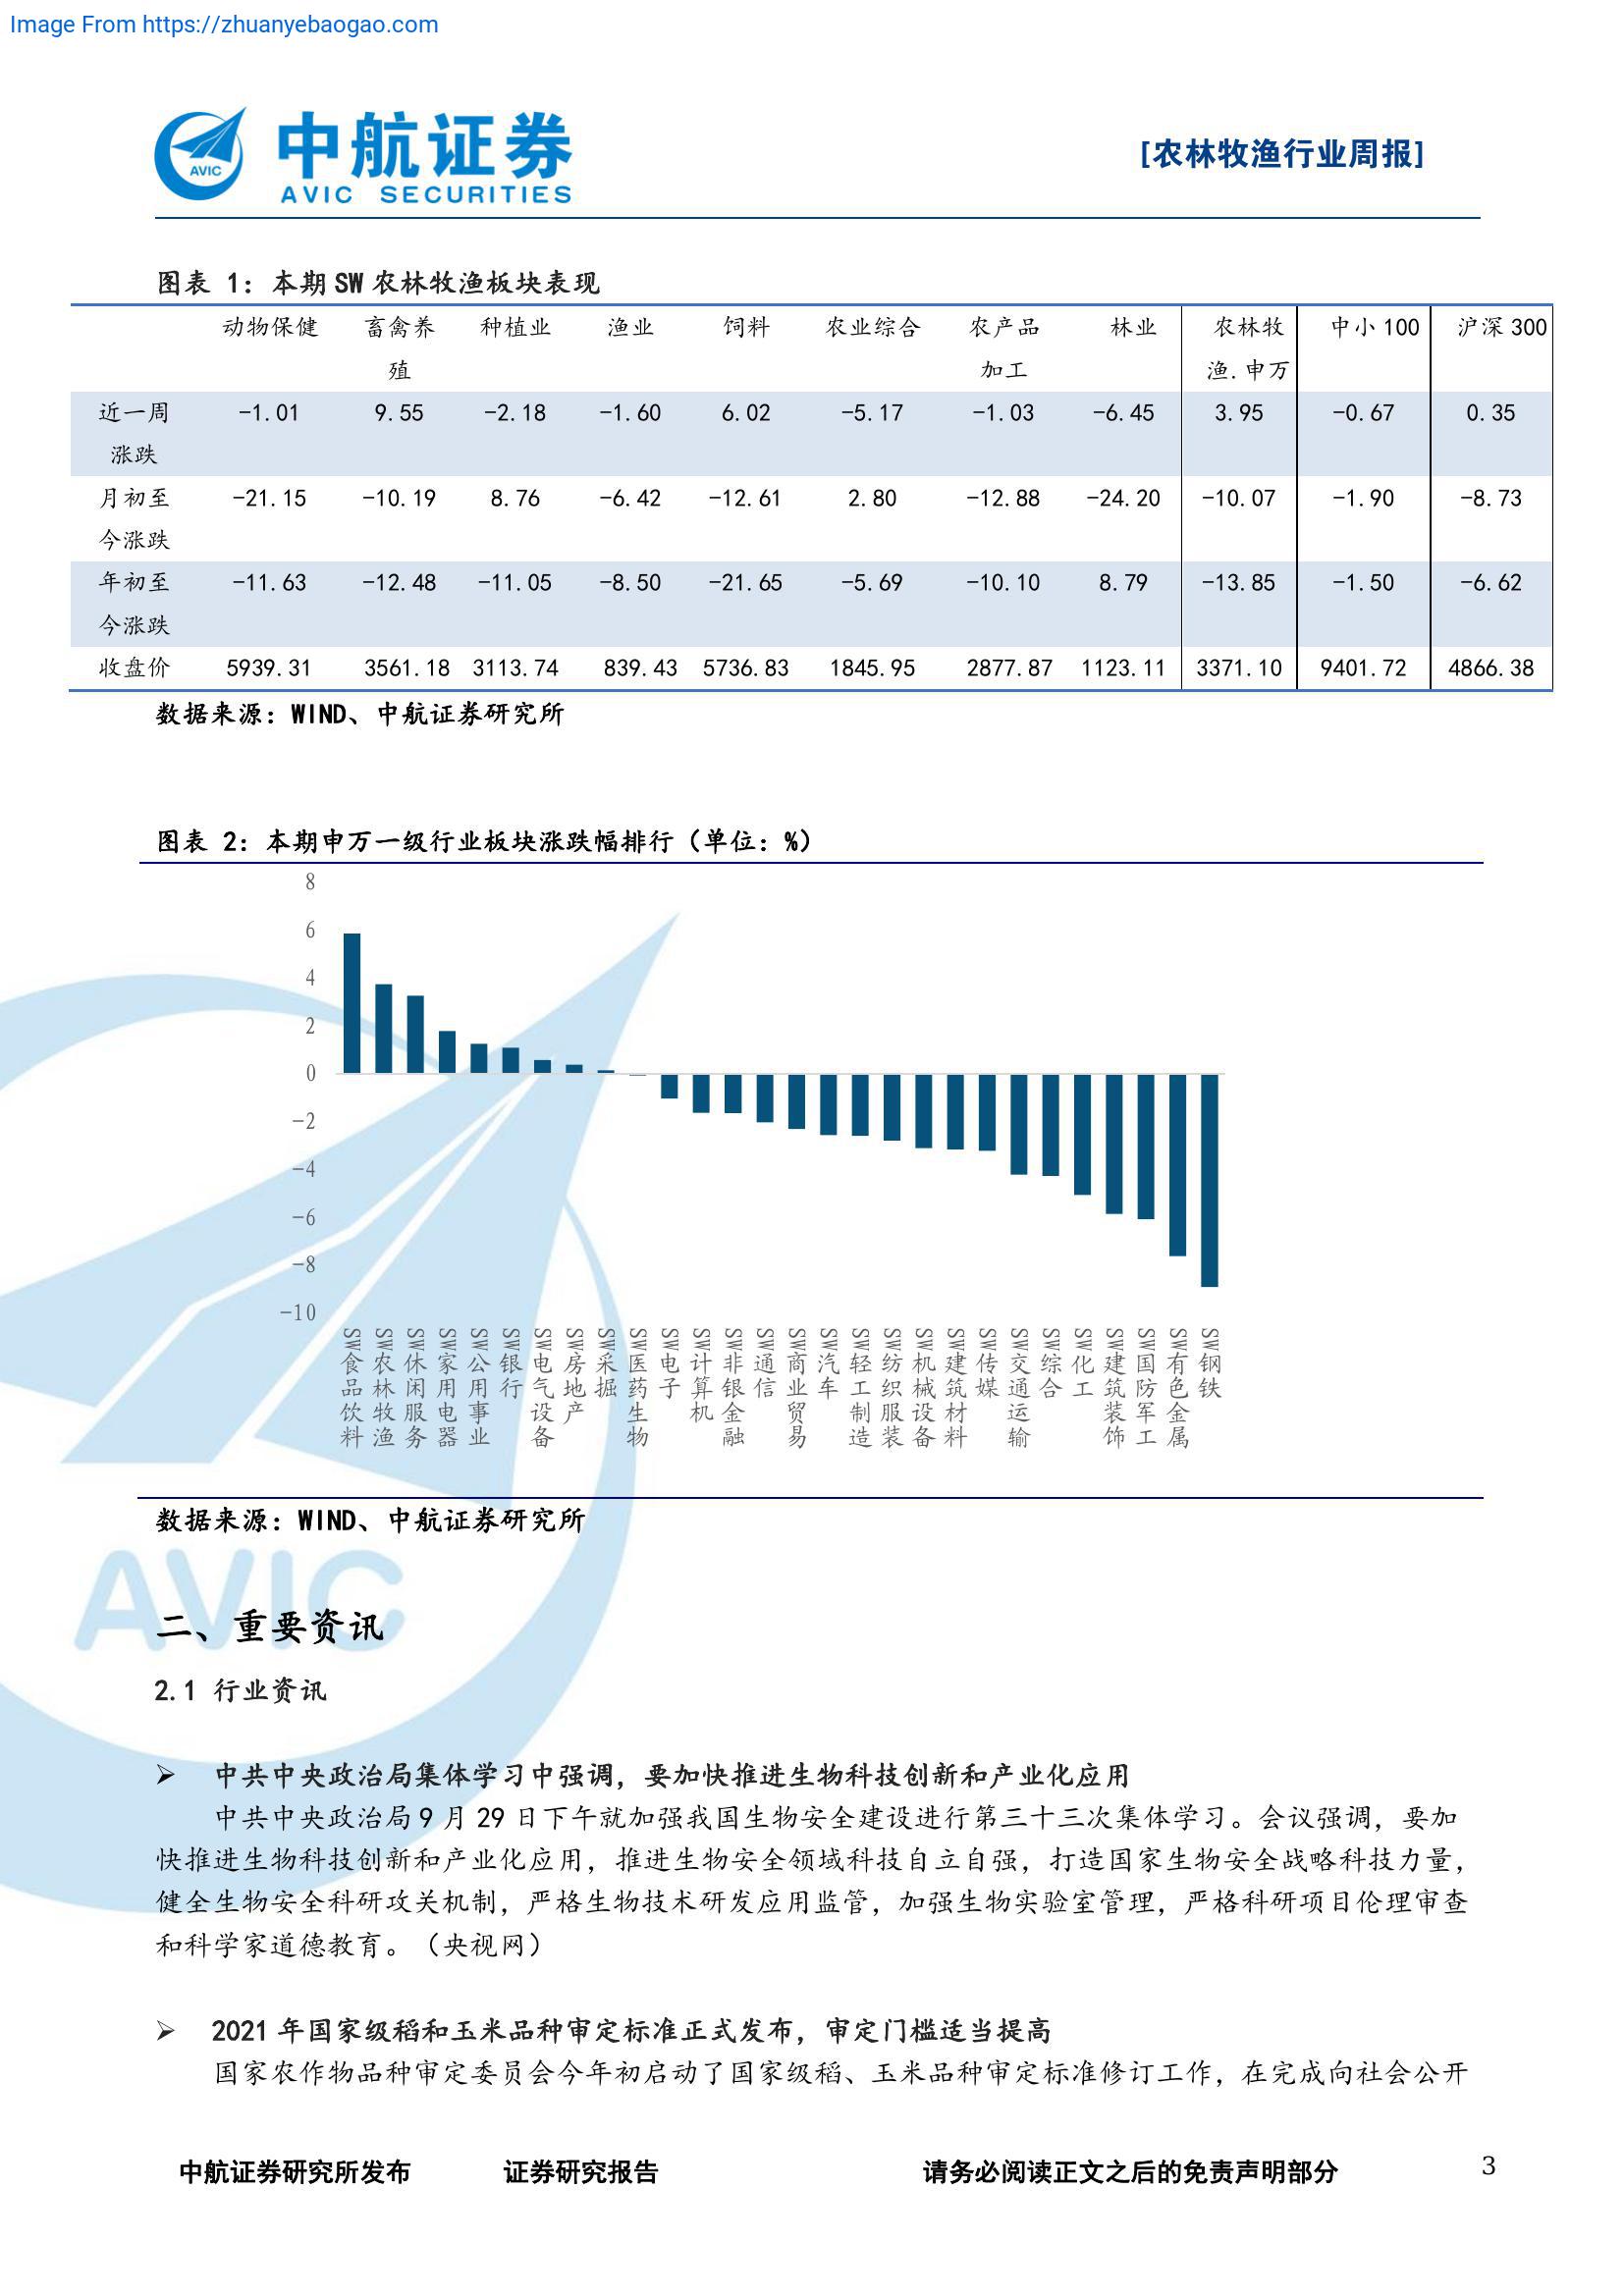 Image From https://zhuanyebaogao.com
AVIC
中航证券
AVIC SECURITIES
[农林牧渔行业周报]
图表 1：本期 SW 农林牧渔板块表现
动物保健 畜禽养殖 种植业 渔业 饲料 农业综合 农产品加工 林业 农林牧渔.申万 中小 100 沪深 300
近一周涨跌 -1.01 9.55 -2.18 -1.60 6.02 -5.17 -1.03 -6.45 3.95 -0.67 0.35
月初至今涨跌 -21.15 -10.19 8.76 -6.42 -12.61 2.80 -12.88 -24.20 -10.07 -1.90 -8.73
年初至今涨跌 -11.63 -12.48 -11.05 -8.50 -21.65 -5.69 -10.10 8.79 -13.85 -1.50 -6.62
收盘价 5939.31 3561.18 3113.74 839.43 5736.83 1845.95 2877.87 1123.11 3371.10 9401.72 4866.38
数据来源：WIND、中航证券研究所
图表 2：本期申万一级行业板块涨跌幅排行（单位：%）
8
6
4
2
0
-2
-4
-6
-8
-10
SW食品饮料
SW农林牧渔
SW休闲服务
SW家用电器
SW公用事业
SW银行
SW电气设备
SW房地产
SW采掘
SW医药生物
SW电子
SW计算机
SW非银金融
SW通信
SW商业贸易
SW汽车
SW轻工制造
SW纺织服装
SW机械设备
SW建筑材料
SW传媒
SW交通运输
SW综合
SW化工
SW建筑装饰
SW国防军工
SW有色金属
SW钢铁
数据来源：WIND、中航证券研究所
AVIC
二、重要资讯
2.1 行业资讯
➢ 中共中央政治局集体学习中强调，要加快推进生物科技创新和产业化应用
中共中央政治局 9 月 29 日下午就加强我国生物安全建设进行第三十三次集体学习。会议强调，要加
快推进生物科技创新和产业化应用，推进生物安全领域科技自立自强，打造国家生物安全战略科技力量，
健全生物安全科研攻关机制，严格生物技术研发应用监管，加强生物实验室管理，严格科研项目伦理审查
和科学家道德教育。（央视网）
➢ 2021 年国家级稻和玉米品种审定标准正式发布，审定门槛适当提高
国家农作物品种审定委员会今年初启动了国家级稻、玉米品种审定标准修订工作，在完成向社会公开
中航证券研究所发布 证券研究报告 请务必阅读正文之后的免责声明部分 3